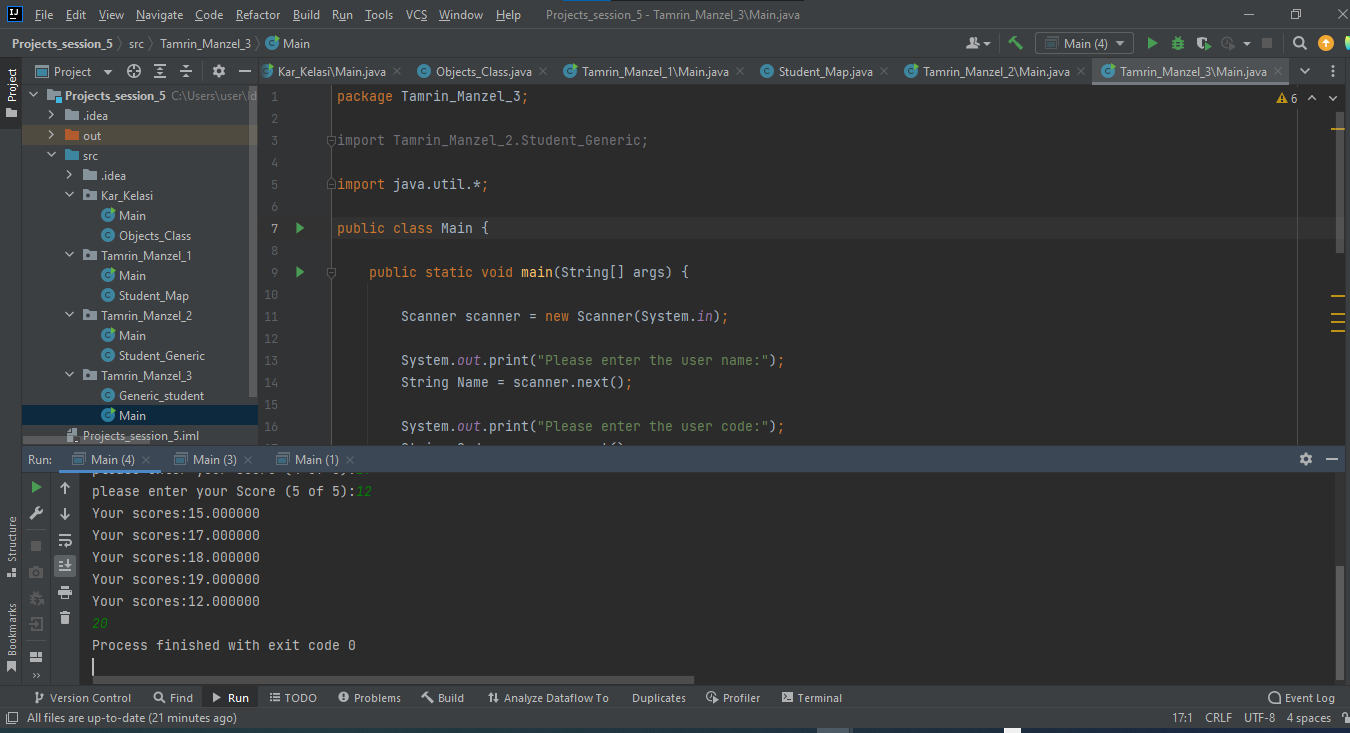 File Edit View Navigate Code Refactor Build Run Tools VCS Window Help Projects_session_5 - Tamrin_Manzel_3\Main.java
Projects_session_5 src Tamrin_Manzel_3 Main Main (4)
Project Kar_Kelasi\Main.java Objects_Class.java Tamrin_Manzel_1\Main.java Student_Map.java Tamrin_Manzel_2\Main.java Tamrin_Manzel_3\Main.java
Project
Projects_session_5 C:\Users\user\Id
.idea
out
src
.idea
Kar_Kelasi
Main
Objects_Class
Tamrin_Manzel_1
Main
Student_Map
Tamrin_Manzel_2
Main
Student_Generic
Tamrin_Manzel_3
Generic_student
Main
Projects_session_5.iml
6
1 package Tamrin_Manzel_3;
2
3 import Tamrin_Manzel_2.Student_Generic;
4
5 import java.util.*;
6
7 public class Main {
8
9 public static void main(String[] args) {
10
11 Scanner scanner = new Scanner(System.in);
12
13 System.out.print("Please enter the user name:");
14 String Name = scanner.next();
15
16 System.out.print("Please enter the user code:");
Run: Main (4) Main (3) Main (1)
please enter your Score (5 of 5):12
Your scores:15.000000
Your scores:17.000000
Your scores:18.000000
Your scores:19.000000
Your scores:12.000000
20
Process finished with exit code 0
Structure
Bookmarks
Version Control Find Run TODO Problems Build Analyze Dataflow To Duplicates Profiler Terminal Event Log
All files are up-to-date (21 minutes ago) 17:1 CRLF UTF-8 4 spaces